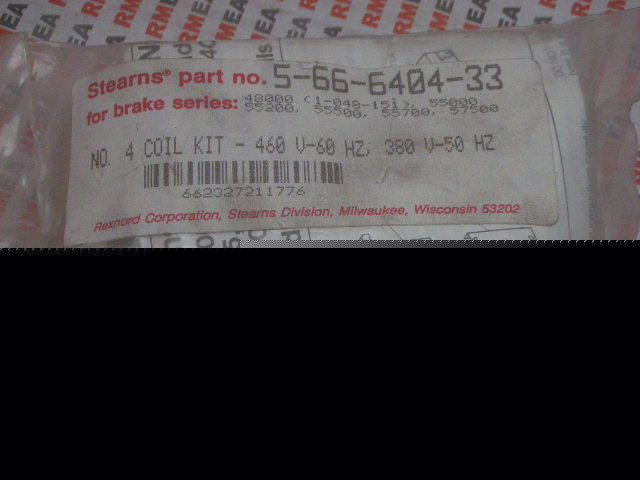 Stearns® part no. 5-66-6404-33
for brake series: 48000 (1-048-151), 55000
55200, 55500, 55700, 57500
NO. 4 COIL KIT - 460 V-60 HZ, 380 V-50 HZ
662327211776
Rexnord Corporation, Stearns Division, Milwaukee, Wisconsin 53202